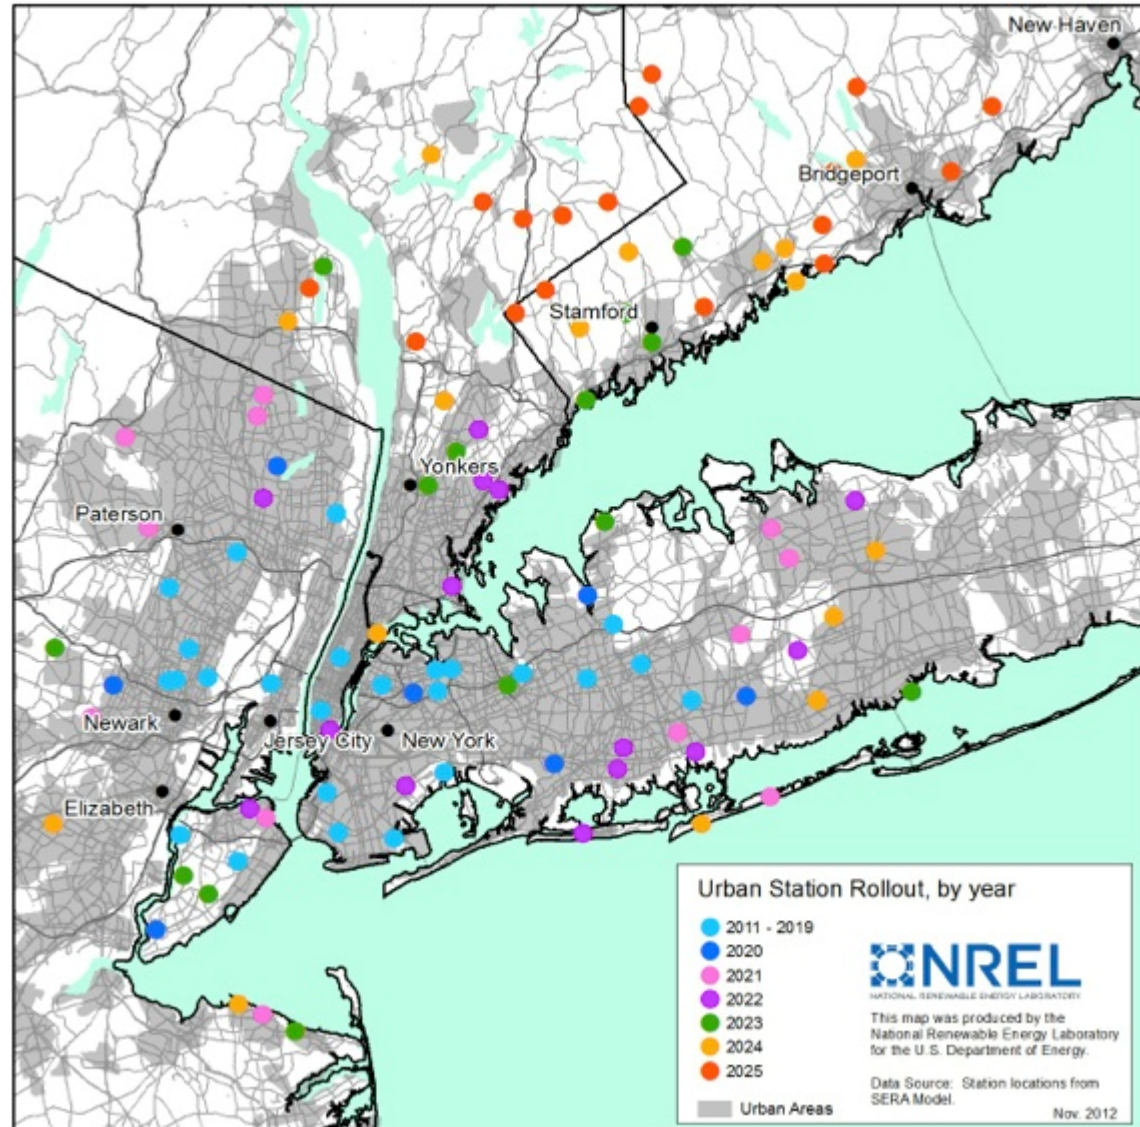 New Haven
Bridgeport
Stamford
Yonkers
Paterson
Newark
Jersey City
New York
Elizabeth
Urban Station Rollout, by year
2011 - 2019
2020
2021
2022
2023
2024
2025
Urban Areas
NREL
NATIONAL RENEWABLE ENERGY LABORATORY
This map was produced by the
National Renewable Energy Laboratory
for the U.S. Department of Energy.
Data Source: Station locations from
SERA Model.
Nov. 2012